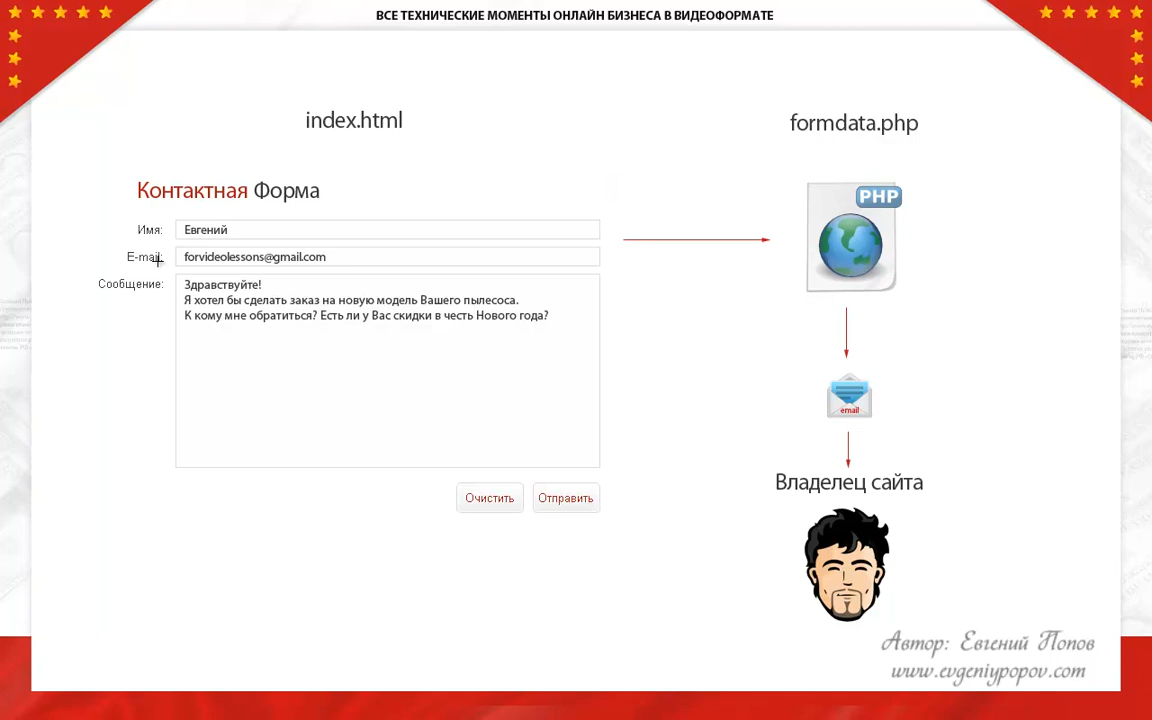 ВСЕ ТЕХНИЧЕСКИЕ МОМЕНТЫ ОНЛАЙН БИЗНЕСА В ВИДЕОФОРМАТЕ
index.html
formdata.php
Контактная Форма
PHP
Имя: Евгений
E-mail: forvideolessons@gmail.com
Сообщение: Здравствуйте!
Я хотел бы сделать заказ на новую модель Вашего пылесоса.
К кому мне обратиться? Есть ли у Вас скидки в честь Нового года?
email
Владелец сайта
Очистить Отправить
Автор: Евгений Попов
www.evgeniypopov.com